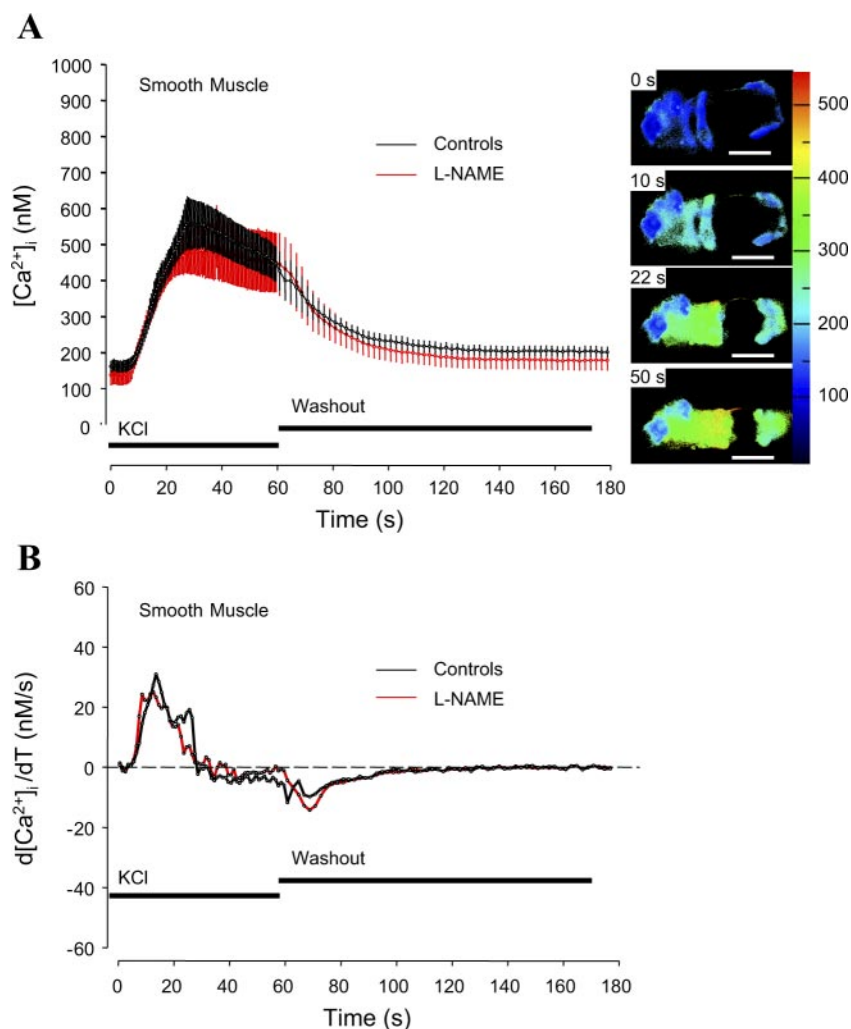 A
[Ca²⁺]ᵢ (nM)
1000
900
800
700
600
500
400
300
200
100
0
Smooth Muscle
Controls
L-NAME
KCl
Washout
0 20 40 60 80 100 120 140 160 180
Time (s)
0 s
10 s
22 s
50 s
500
400
300
200
100
B
d[Ca²⁺]ᵢ /dT (nM/s)
60
40
20
0
-20
-40
-60
Smooth Muscle
Controls
L-NAME
KCl
Washout
0 20 40 60 80 100 120 140 160 180
Time (s)